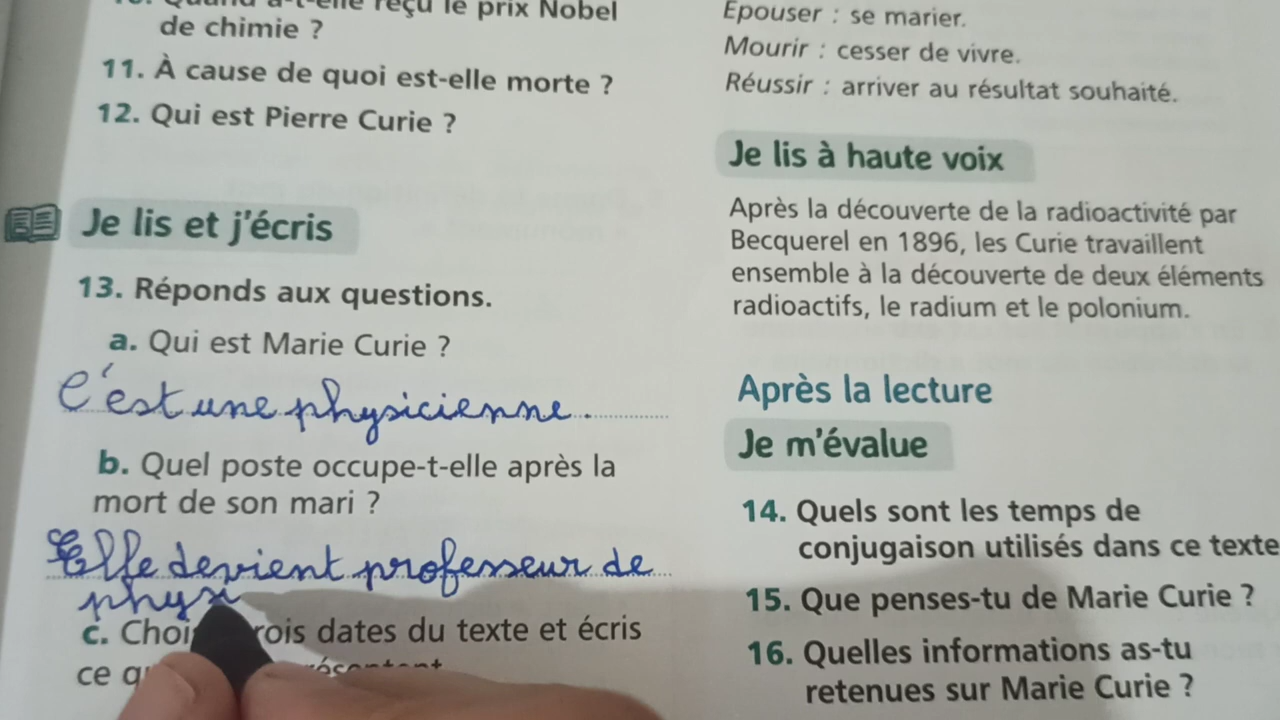 reçu le prix Nobel
de chimie ?
11. À cause de quoi est-elle morte ?
12. Qui est Pierre Curie ?
Je lis et j'écris
13. Réponds aux questions.
a. Qui est Marie Curie ?
C'est une physicienne.
b. Quel poste occupe-t-elle après la
mort de son mari ?
Elle devient professeur de
physi
c. dates du texte et écris
ce
Épouser : se marier.
Mourir : cesser de vivre.
Réussir : arriver au résultat souhaité.
Je lis à haute voix
Après la découverte de la radioactivité par
Becquerel en 1896, les Curie travaillent
ensemble à la découverte de deux éléments
radioactifs, le radium et le polonium.
Après la lecture
Je m'évalue
14. Quels sont les temps de
conjugaison utilisés dans ce texte
15. Que penses-tu de Marie Curie ?
16. Quelles informations as-tu
retenues sur Marie Curie ?